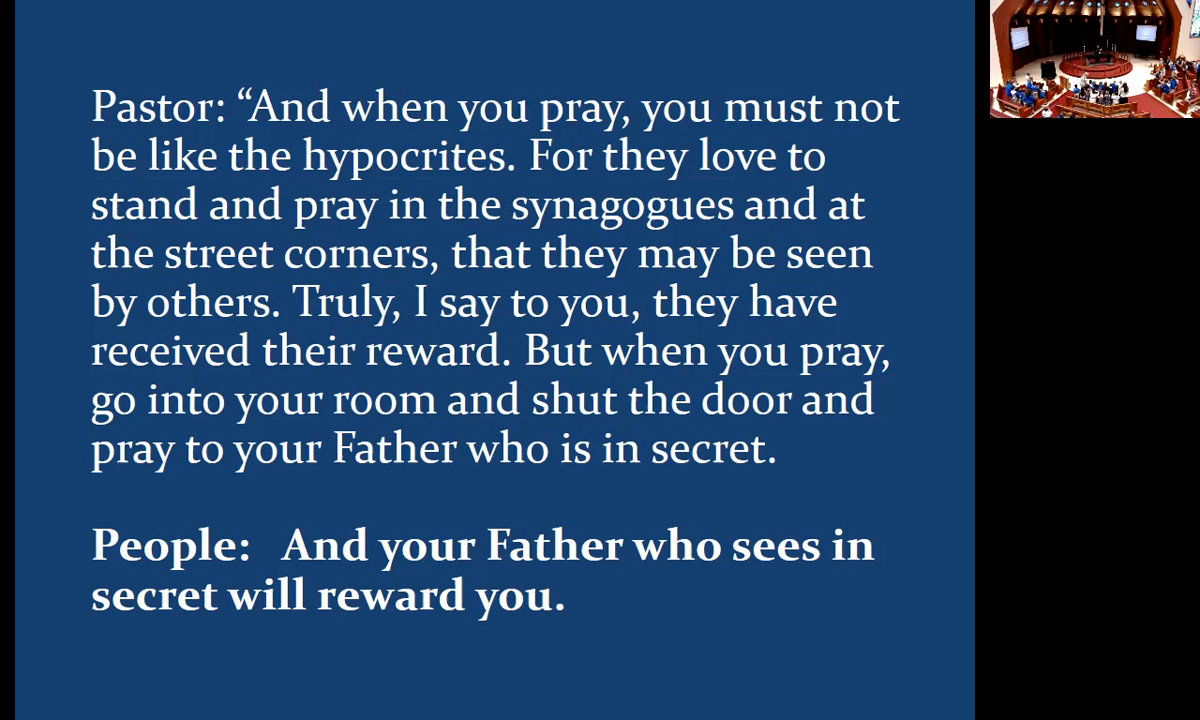 Pastor: “And when you pray, you must not
be like the hypocrites. For they love to
stand and pray in the synagogues and at
the street corners, that they may be seen
by others. Truly, I say to you, they have
received their reward. But when you pray,
go into your room and shut the door and
pray to your Father who is in secret.
People: And your Father who sees in
secret will reward you.